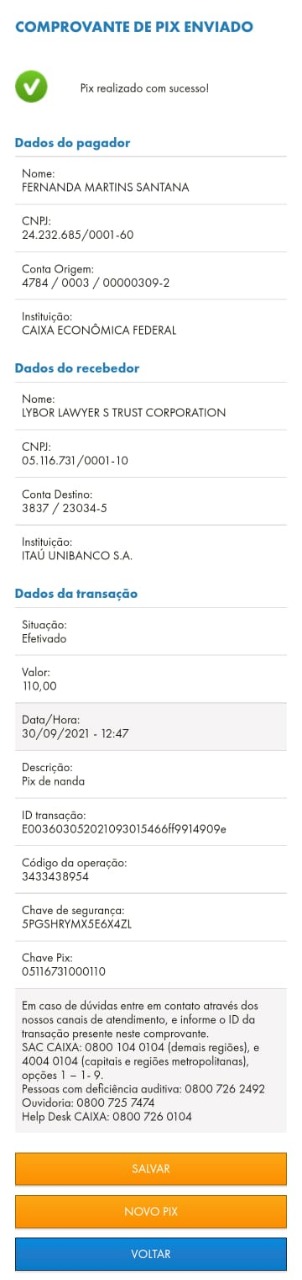 COMPROVANTE DE PIX ENVIADO
Pix realizado com sucesso!
Dados do pagador
Nome:
FERNANDA MARTINS SANTANA
CNPJ:
24.232.685/0001-60
Conta Origem:
4784 / 0003 / 00000309-2
Instituição:
CAIXA ECONÔMICA FEDERAL
Dados do recebedor
Nome:
LYBOR LAWYER S TRUST CORPORATION
CNPJ:
05.116.731/0001-10
Conta Destino:
3837 / 23034-5
Instituição:
ITAÚ UNIBANCO S.A.
Dados da transação
Situação:
Efetivado
Valor:
110,00
Data/Hora:
30/09/2021 - 12:47
Descrição:
Pix de nanda
ID transação:
E00360305202109301546​6ff9914909e
Código da operação:
3433438954
Chave de segurança:
5PGSHRYMX5E6X4ZL
Chave Pix:
05116731000110
Em caso de dúvidas entre em contato através dos
nossos canais de atendimento, e informe o ID da
transação presente neste comprovante.
SAC CAIXA: 0800 104 0104 (demais regiões), e
4004 0104 (capitais e regiões metropolitanas),
opções 1 – 1- 9.
Pessoas com deficiência auditiva: 0800 726 2492
Ouvidoria: 0800 725 7474
Help Desk CAIXA: 0800 726 0104
SALVAR
NOVO PIX
VOLTAR